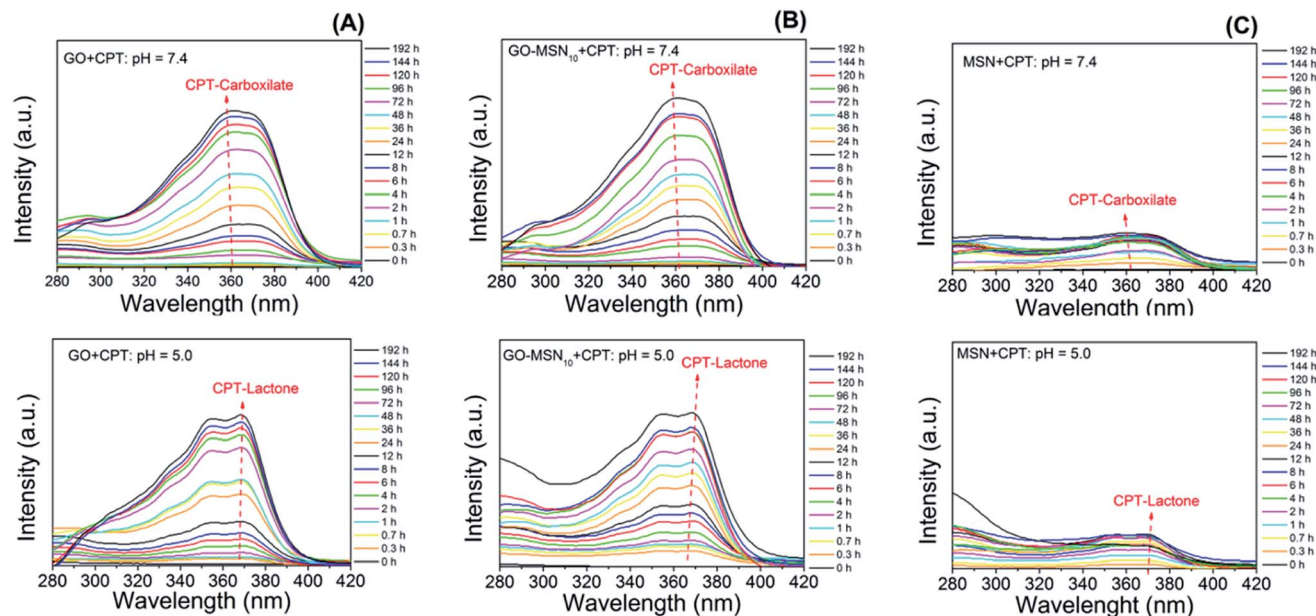 (A)
GO+CPT: pH = 7.4
CPT-Carboxilate
192 h
144 h
120 h
96 h
72 h
48 h
36 h
24 h
12 h
8 h
6 h
4 h
2 h
1 h
0.7 h
0.3 h
0 h
Intensity (a.u.)
280 300 320 340 360 380 400 420
Wavelength (nm)
(B)
GO-MSN10+CPT: pH = 7.4
CPT-Carboxilate
192 h
144 h
120 h
96 h
72 h
48 h
36 h
24 h
12 h
8 h
6 h
4 h
2 h
1 h
0.7 h
0.3 h
0 h
Intensity (a.u.)
280 300 320 340 360 380 400 420
Wavelength (nm)
(C)
MSN+CPT: pH = 7.4
CPT-Carboxilate
192 h
144 h
120 h
96 h
72 h
48 h
36 h
24 h
12 h
8 h
6 h
4 h
2 h
1 h
0.7 h
0.3 h
0 h
Intensity (a.u.)
280 300 320 340 360 380 400 420
Wavelength (nm)
GO+CPT: pH = 5.0
CPT-Lactone
192 h
144 h
120 h
96 h
72 h
48 h
36 h
24 h
12 h
8 h
6 h
4 h
2 h
1 h
0.7 h
0.3 h
0 h
Intensity (a.u.)
280 300 320 340 360 380 400 420
Wavelength (nm)
GO-MSN10+CPT: pH = 5.0
CPT-Lactone
192 h
144 h
120 h
96 h
72 h
48 h
36 h
24 h
12 h
8 h
6 h
4 h
2 h
1 h
0.7 h
0.3 h
Intensity (a.u.)
280 300 320 340 360 380 400 420
Wavelength (nm)
MSN+CPT: pH = 5.0
CPT-Lactone
192 h
144 h
120 h
96 h
72 h
48 h
36 h
24 h
12 h
8 h
6 h
4 h
2 h
1 h
0.7 h
0.3 h
0 h
Intensity (a.u.)
280 300 320 340 360 380 400 420
Wavelenght (nm)